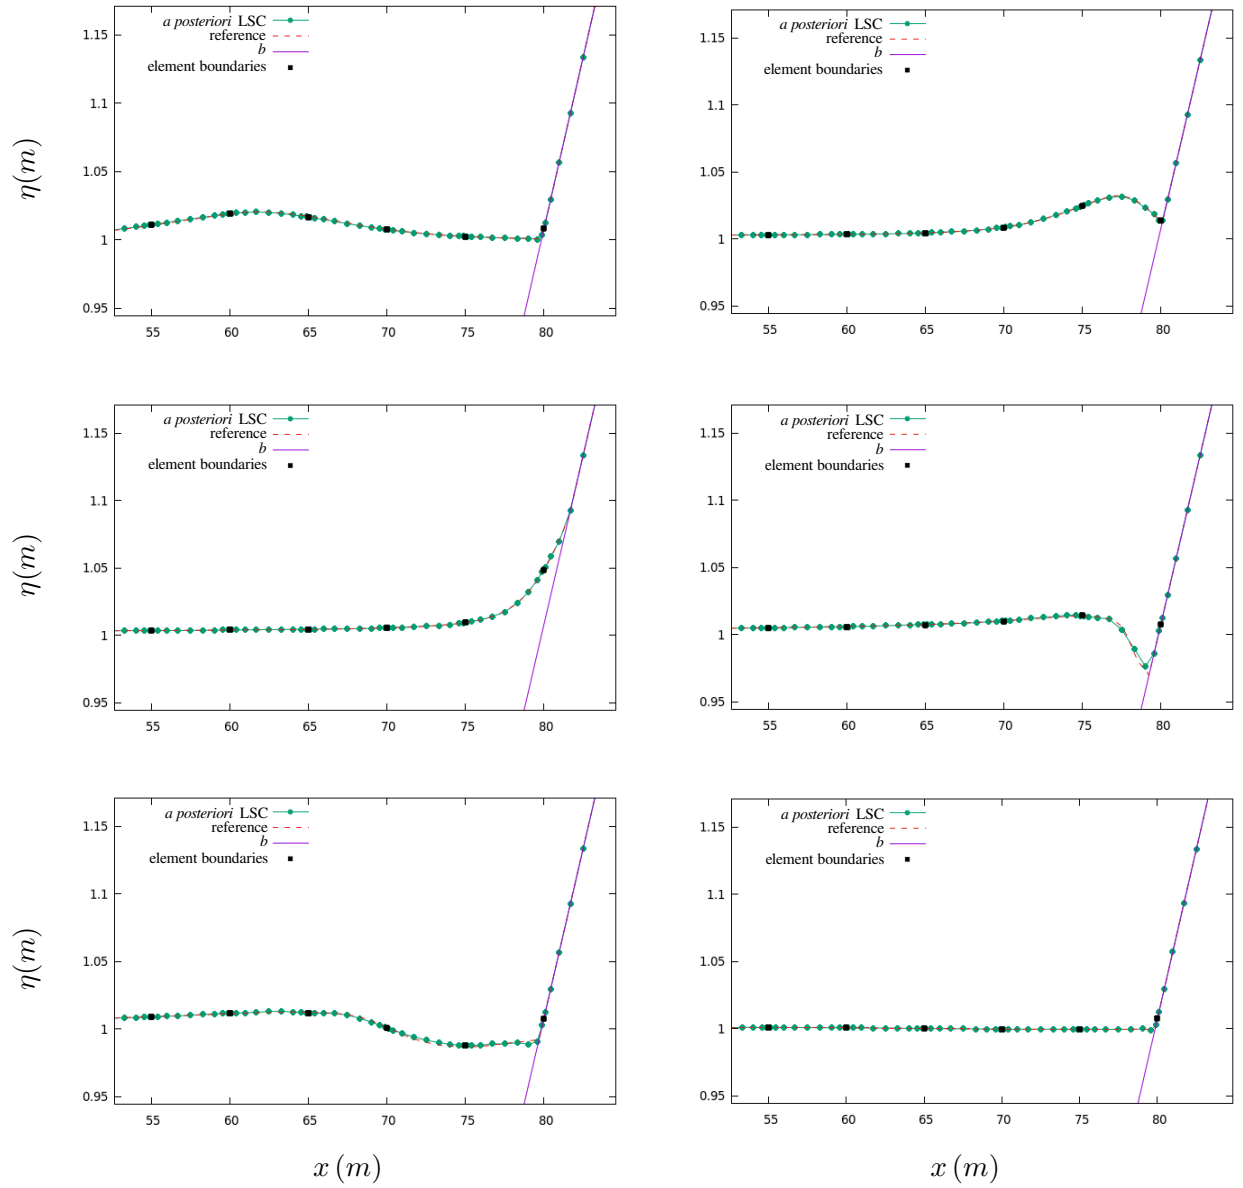 a posteriori LSC
reference
b
element boundaries
1.15
1.1
1.05
1
0.95
55 60 65 70 75 80
η(m)
a posteriori LSC
reference
b
element boundaries
1.15
1.1
1.05
1
0.95
55 60 65 70 75 80
a posteriori LSC
reference
b
element boundaries
1.15
1.1
1.05
1
0.95
55 60 65 70 75 80
η(m)
a posteriori LSC
reference
b
element boundaries
1.15
1.1
1.05
1
0.95
55 60 65 70 75 80
a posteriori LSC
reference
b
element boundaries
1.15
1.1
1.05
1
0.95
55 60 65 70 75 80
η(m)
x (m)
a posteriori LSC
reference
b
element boundaries
1.15
1.1
1.05
1
0.95
55 60 65 70 75 80
x (m)